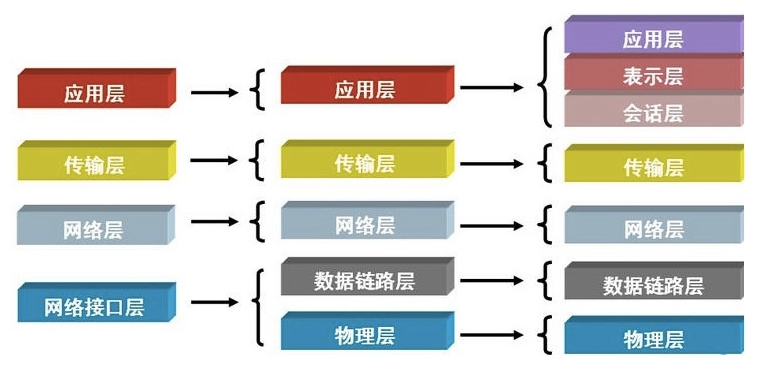 应用层
传输层
网络层
网络接口层
应用层
传输层
网络层
数据链路层
物理层
应用层
表示层
会话层
传输层
网络层
数据链路层
物理层